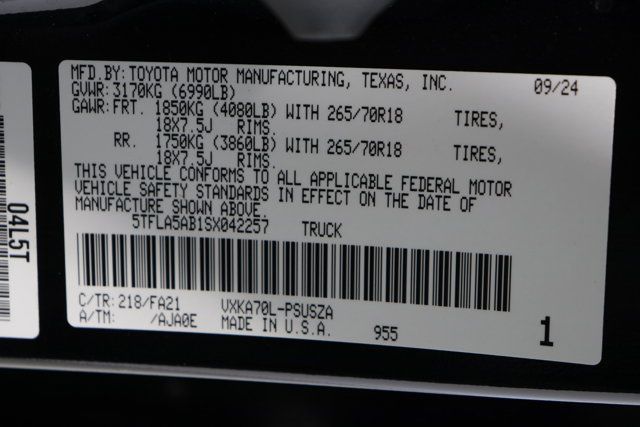 MFD.BY: TOYOTA MOTOR MANUFACTURING, TEXAS, INC. 09/24
GVWR: 3170KG (6990LB)
GAWR: FRT. 1850KG (4080LB) WITH 265/70R18 TIRES,
18X7.5J RIMS.
RR. 1750KG (3860LB) WITH 265/70R18 TIRES,
18X7.5J RIMS.
THIS VEHICLE CONFORMS TO ALL APPLICABLE FEDERAL MOTOR
VEHICLE SAFETY STANDARDS IN EFFECT ON THE DATE OF
MANUFACTURE SHOWN ABOVE.
5TFLA5AB1SX042257 TRUCK
C/TR: 218/FA21 VXKA70L-PSUSZA
A/TM: /AJA0E MADE IN U.S.A. 955 1
04L5T